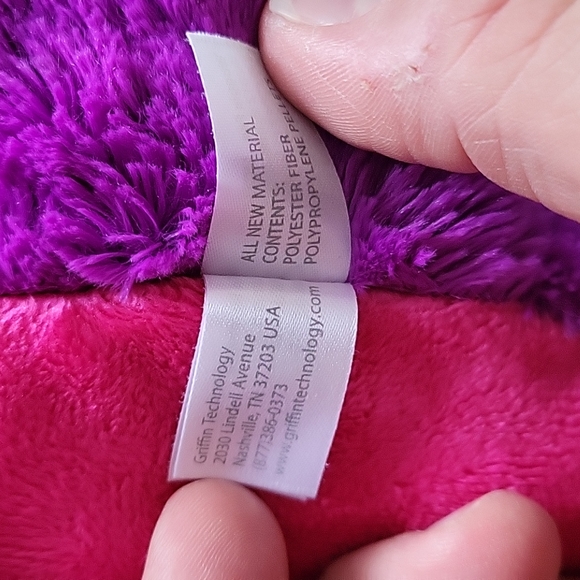 ALL NEW MATERIAL
CONTENTS:
POLYESTER FIBER
POLYPROPYLENE
Griffin Technology
2030 Lindell Avenue
Nashville, TN 37203 USA
(877)386-0373
www.griffintechnology.com